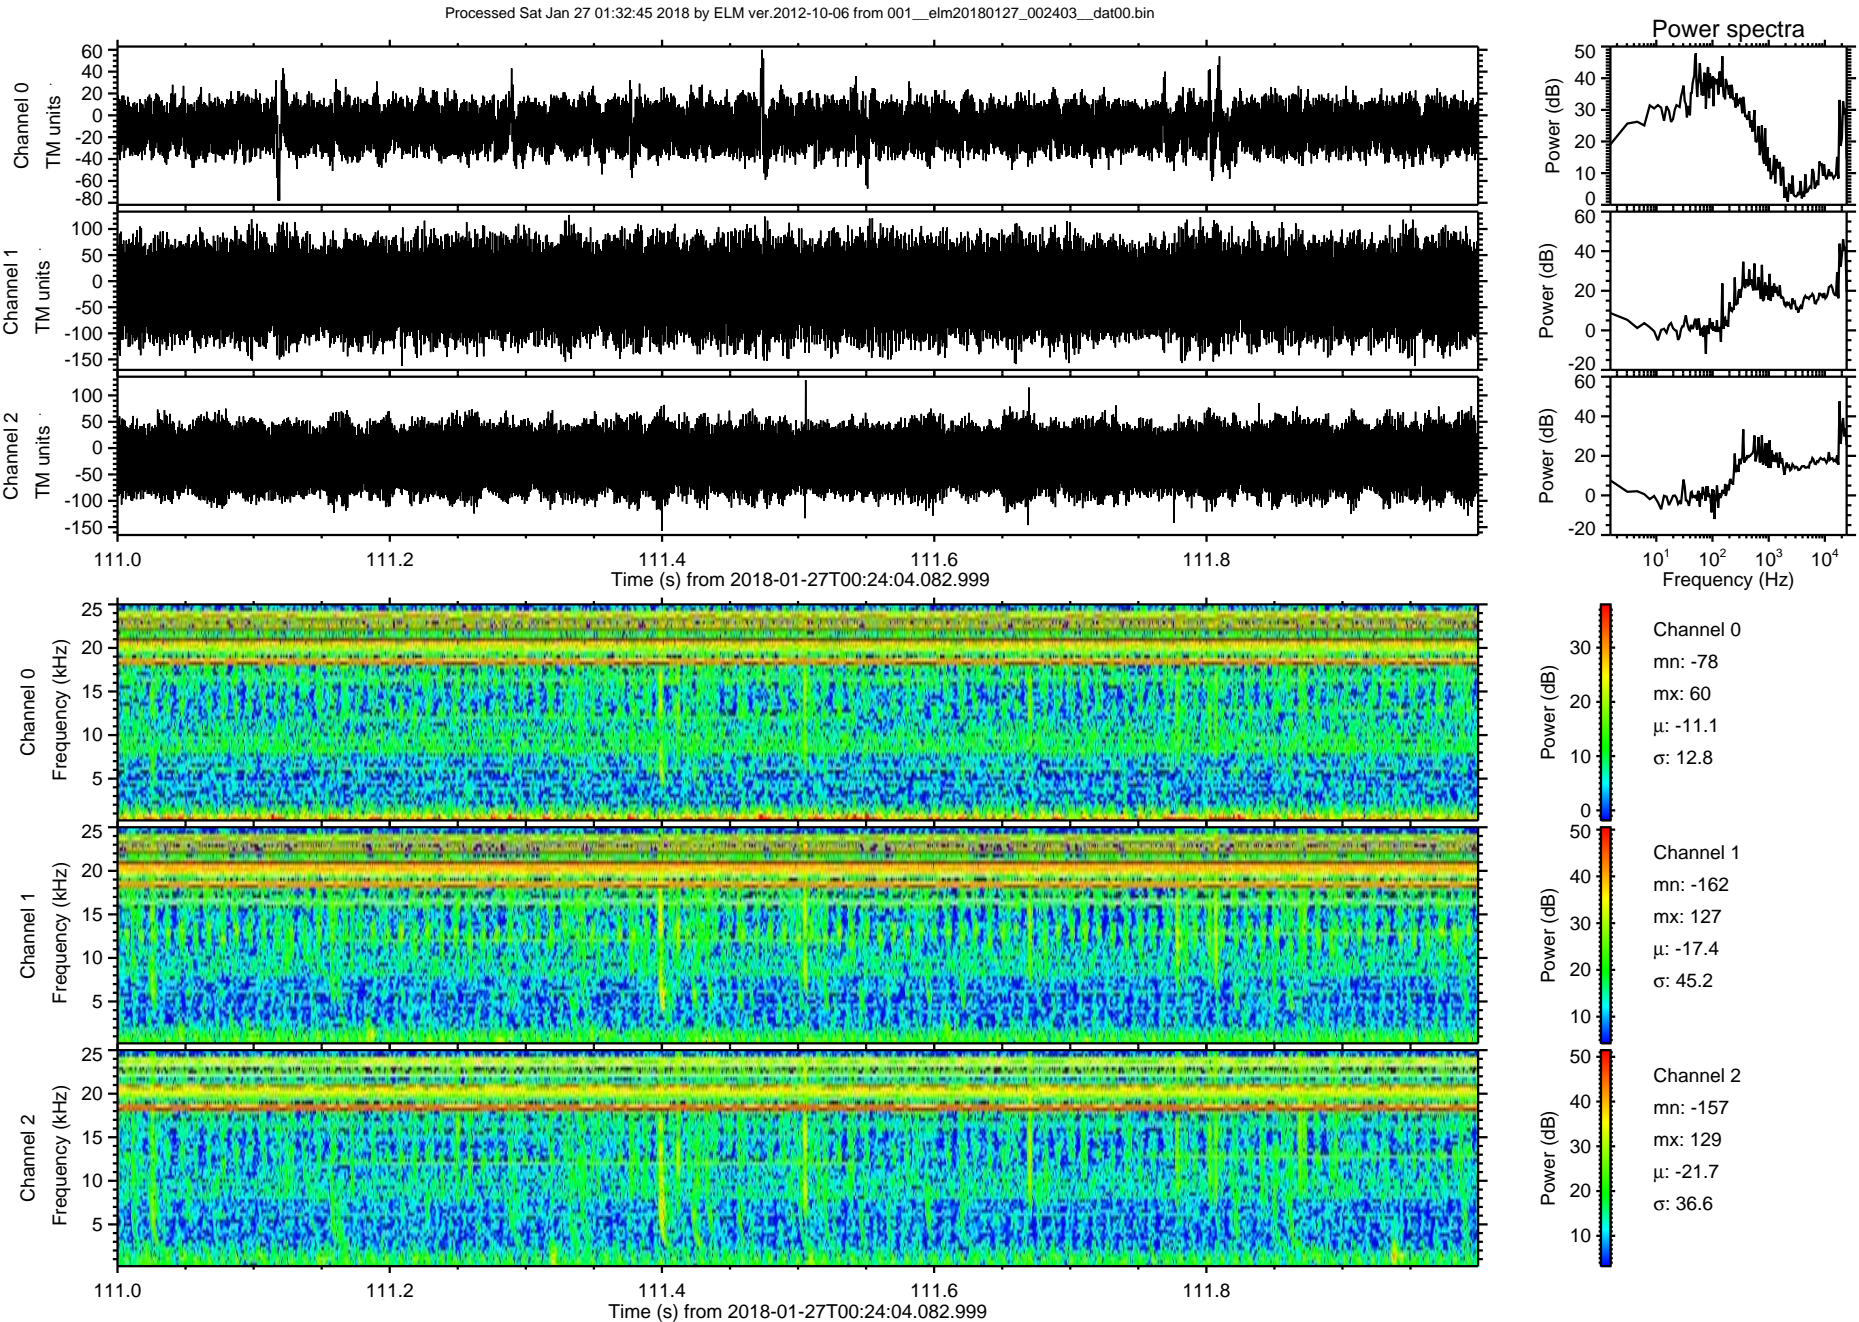 Processed Sat Jan 27 01:32:45 2018 by ELM ver.2012-10-06 from 001__elm20180127_002403__dat00.bin
Power spectra
Channel 0
TM units
60
40
20
0
-20
-40
-60
-80
Power (dB)
50
40
30
20
10
0
Channel 1
TM units
100
50
0
-50
-100
-150
Power (dB)
60
40
20
0
-20
Channel 2
TM units
100
50
0
-50
-100
-150
Power (dB)
60
40
20
0
-20
111.0 111.2 111.4 111.6 111.8
Time (s) from 2018-01-27T00:24:04.082.999
10^1 10^2 10^3 10^4
Frequency (Hz)
Channel 0
Frequency (kHz)
25
20
15
10
5
Power (dB)
30
20
10
0
Channel 0
mn: -78
mx: 60
μ: -11.1
σ: 12.8
Channel 1
Frequency (kHz)
25
20
15
10
5
Power (dB)
50
40
30
20
10
Channel 1
mn: -162
mx: 127
μ: -17.4
σ: 45.2
Channel 2
Frequency (kHz)
25
20
15
10
5
Power (dB)
50
40
30
20
10
Channel 2
mn: -157
mx: 129
μ: -21.7
σ: 36.6
111.0 111.2 111.4 111.6 111.8
Time (s) from 2018-01-27T00:24:04.082.999